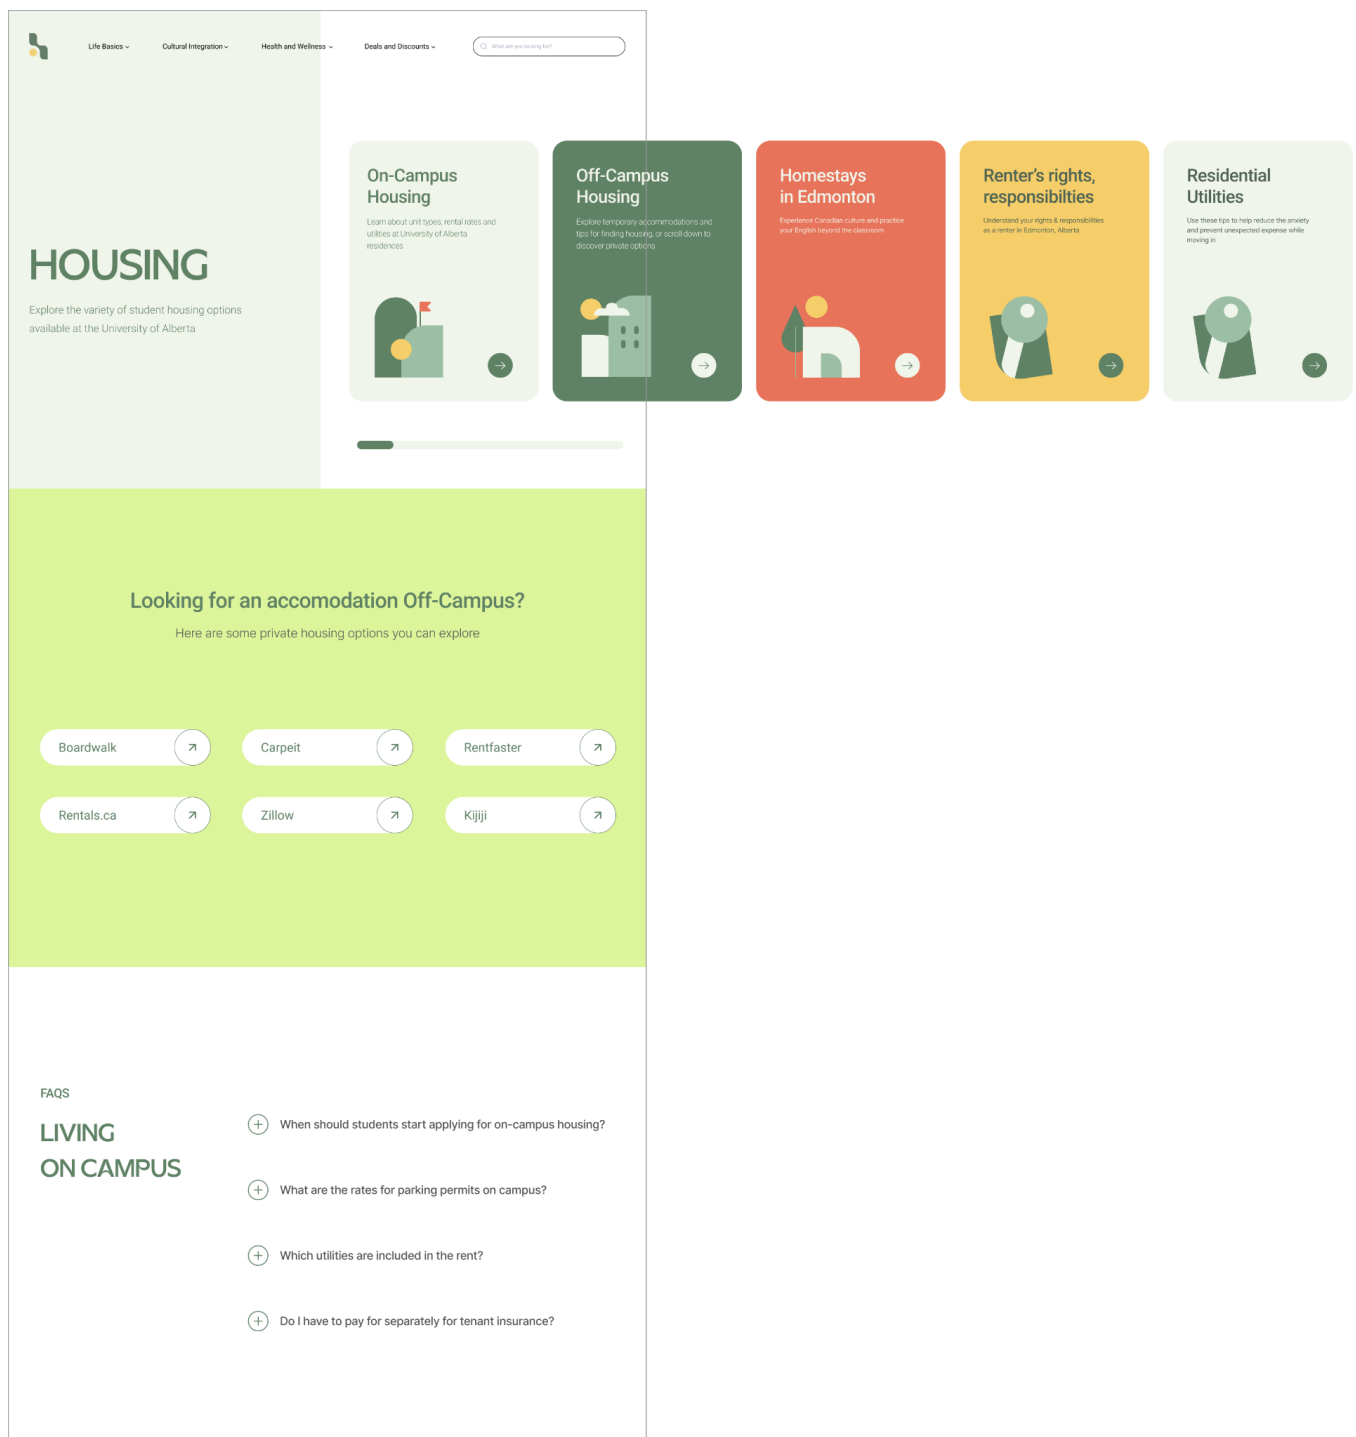 Life Basics
Cultural Integration
Health and Wellness
Deals and Discounts
What are you looking for?
HOUSING
Explore the variety of student housing options
available at the University of Alberta
On-Campus
Housing
Learn about unit types, rental rates and
utilities at University of Alberta
residences
Off-Campus
Housing
Explore temporary accommodations and
tips for finding housing, or scroll down to
discover private options
Homestays
in Edmonton
Experience Canadian culture and practice
your English beyond the classroom
Renter's rights,
responsibilties
Understand your rights & responsibilities
as a renter in Edmonton, Alberta
Residential
Utilities
Use these tips to help reduce the anxiety
and prevent unexpected expense while
moving in
Looking for an accomodation Off-Campus?
Here are some private housing options you can explore
Boardwalk
Carpeit
Rentfaster
Rentals.ca
Zillow
Kijiji
FAQS
LIVING
ON CAMPUS
When should students start applying for on-campus housing?
What are the rates for parking permits on campus?
Which utilities are included in the rent?
Do I have to pay for separately for tenant insurance?